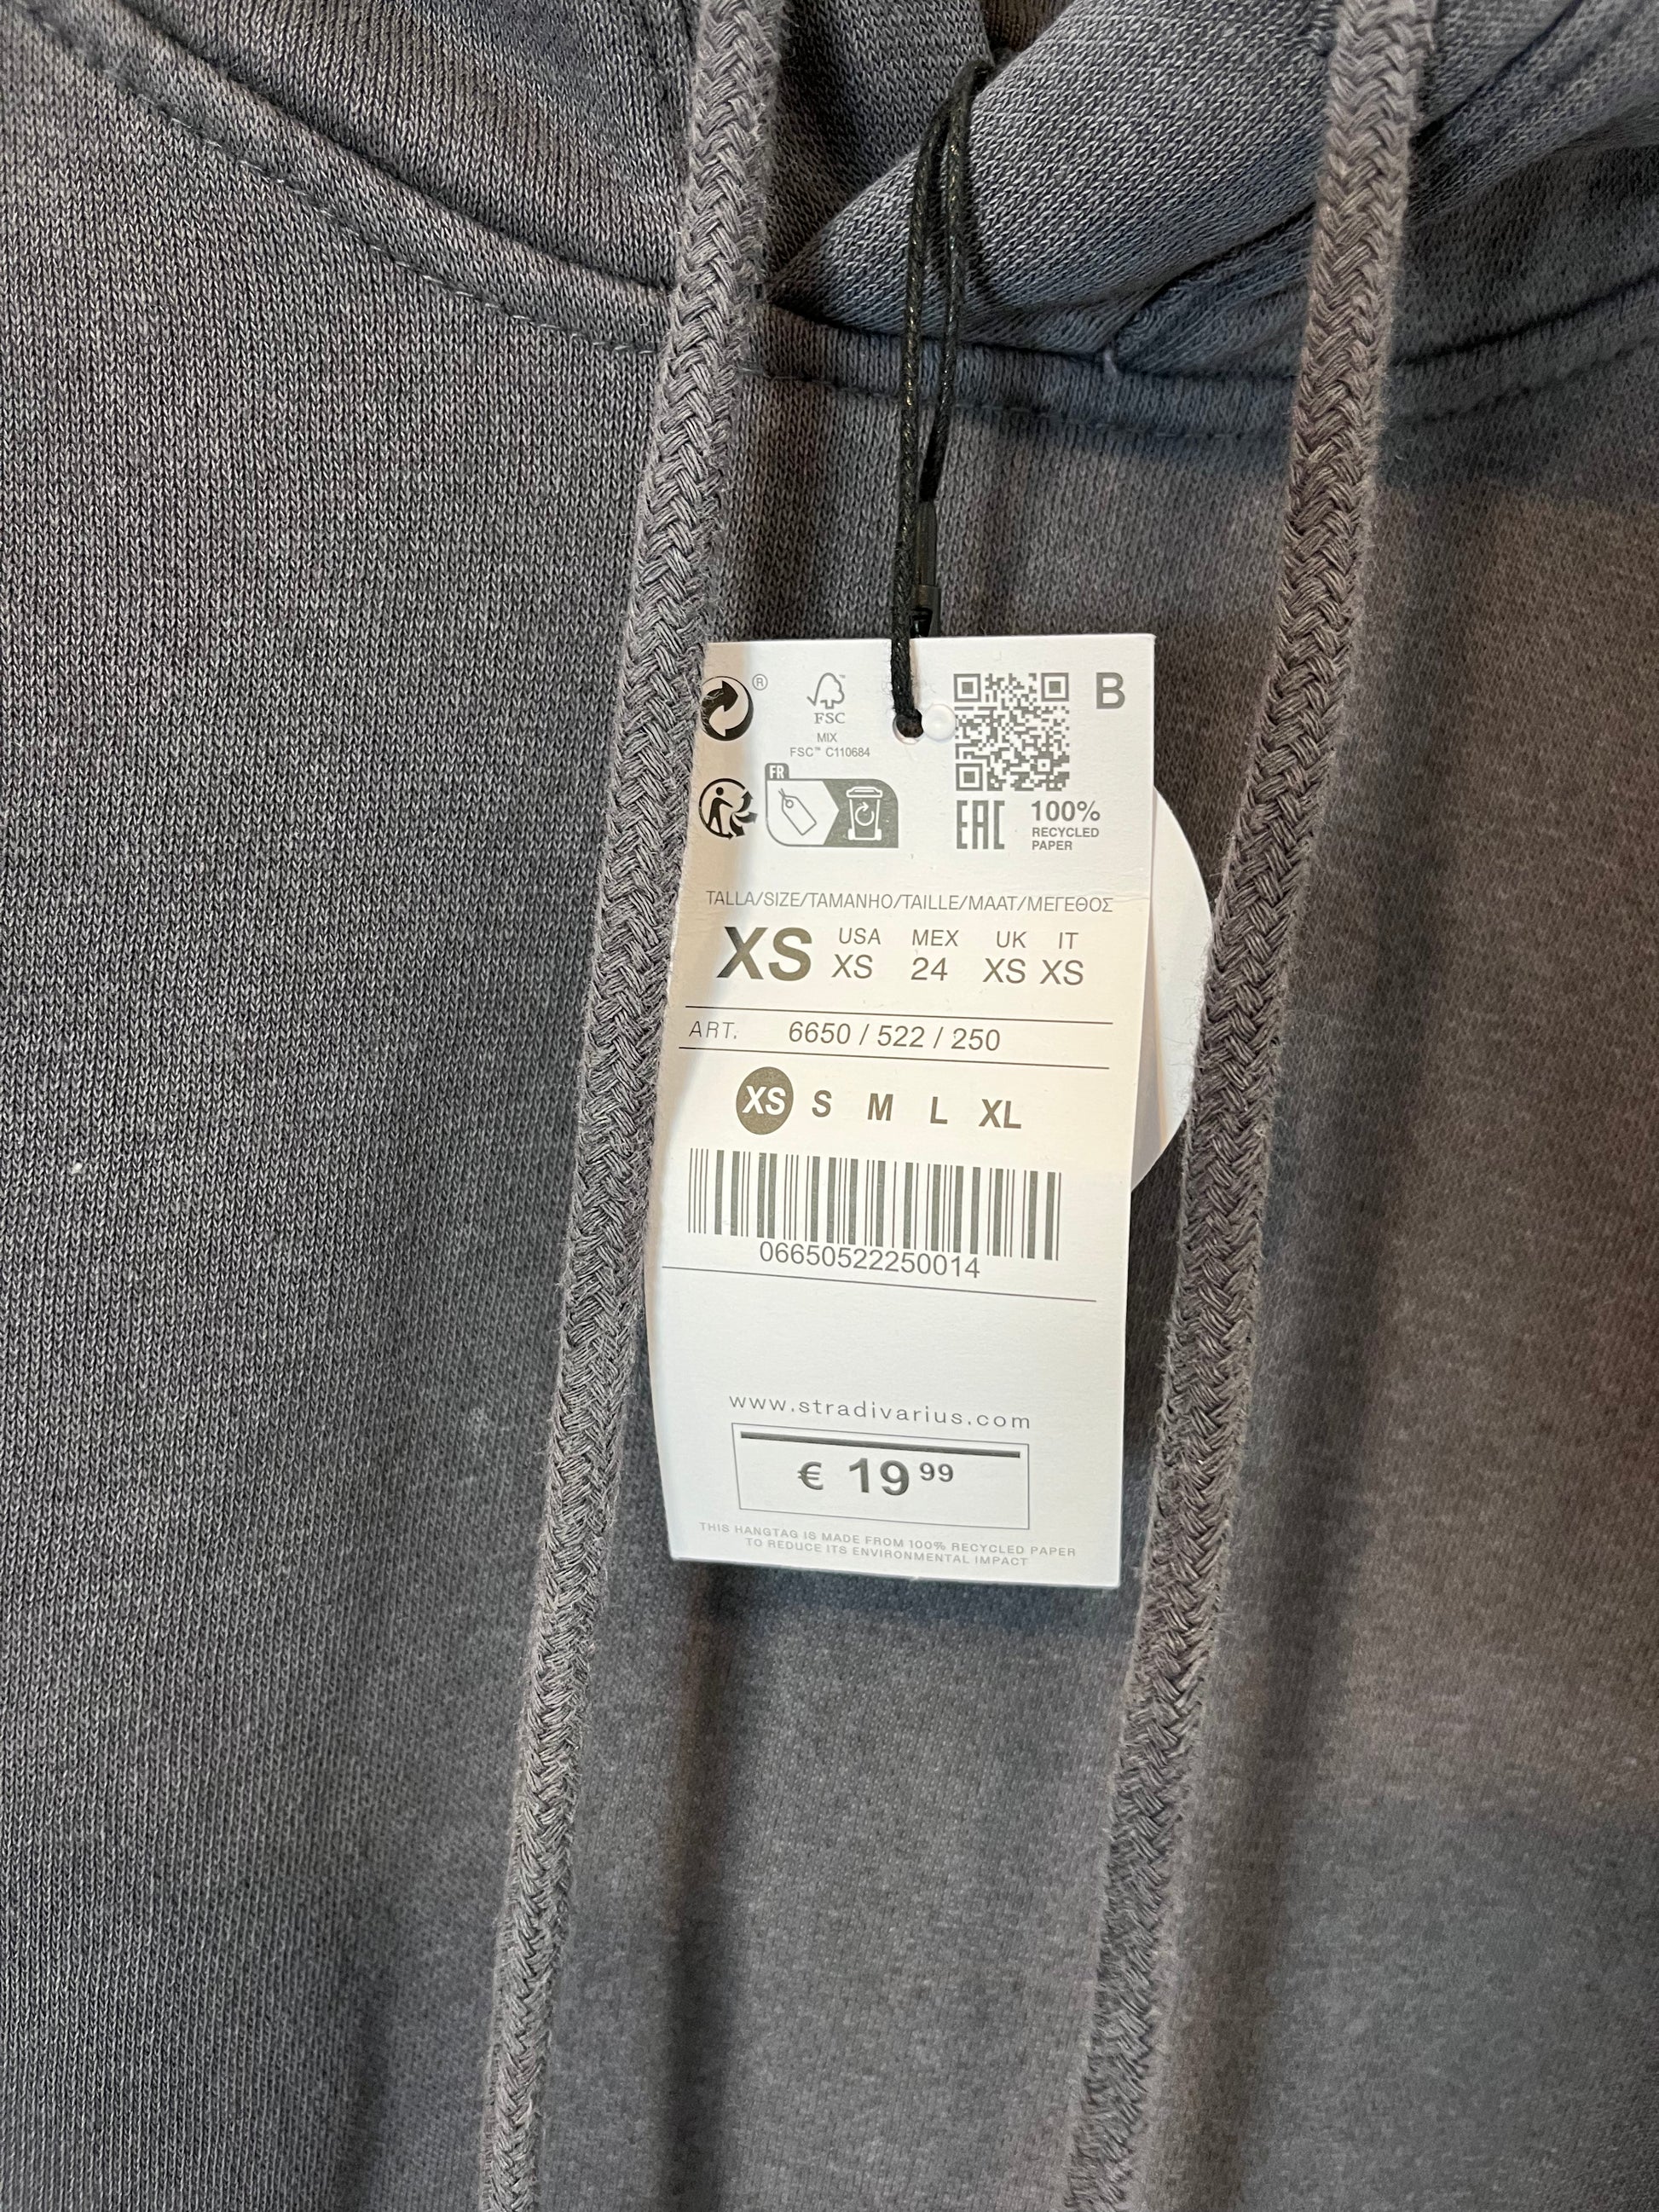 ®
FSC
MIX
FSC™ C110684
B
FR
EAC
100%
RECYCLED
PAPER
TALLA/SIZE/TAMANHO/TAILLE/MAAT/ΜΕΓΕΘΟΣ
XS USA MEX UK IT
XS 24 XS XS
ART. 6650 / 522 / 250
XS S M L XL
06650522250014
www.stradivarius.com
€ 19 99
THIS HANGTAG IS MADE FROM 100% RECYCLED PAPER
TO REDUCE ITS ENVIRONMENTAL IMPACT